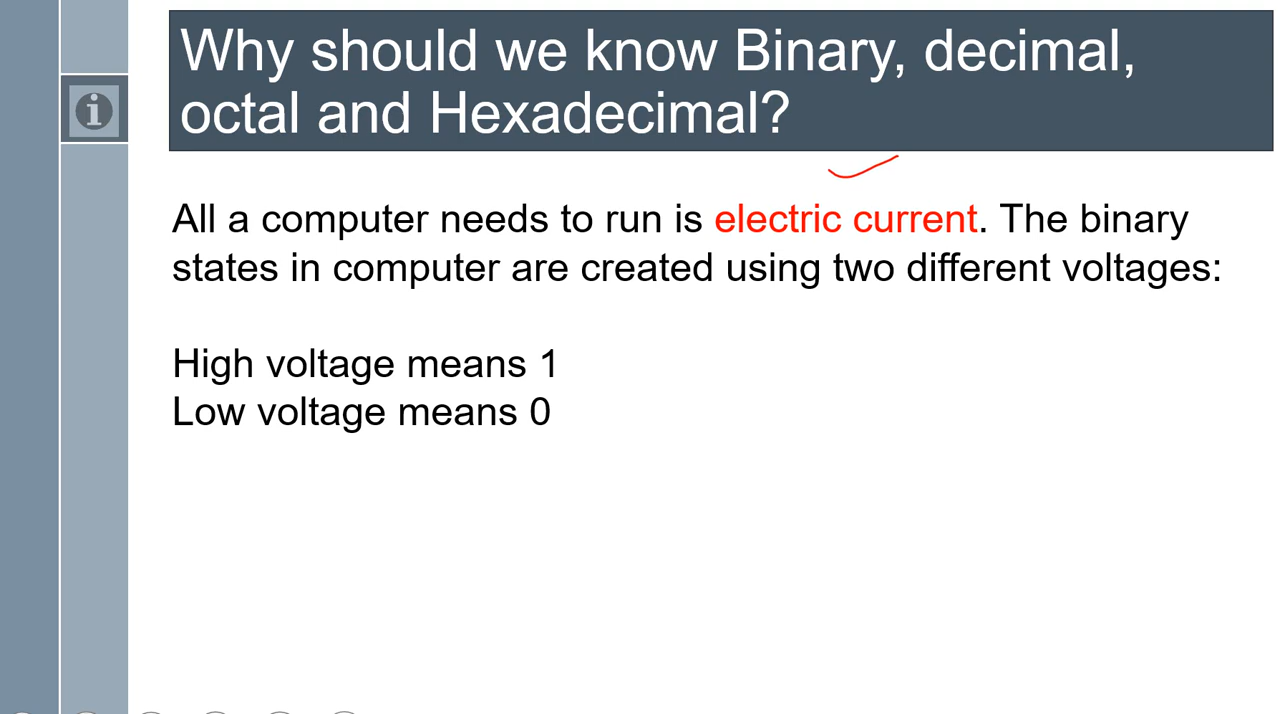 Why should we know Binary, decimal,
octal and Hexadecimal?
All a computer needs to run is electric current. The binary
states in computer are created using two different voltages:
High voltage means 1
Low voltage means 0